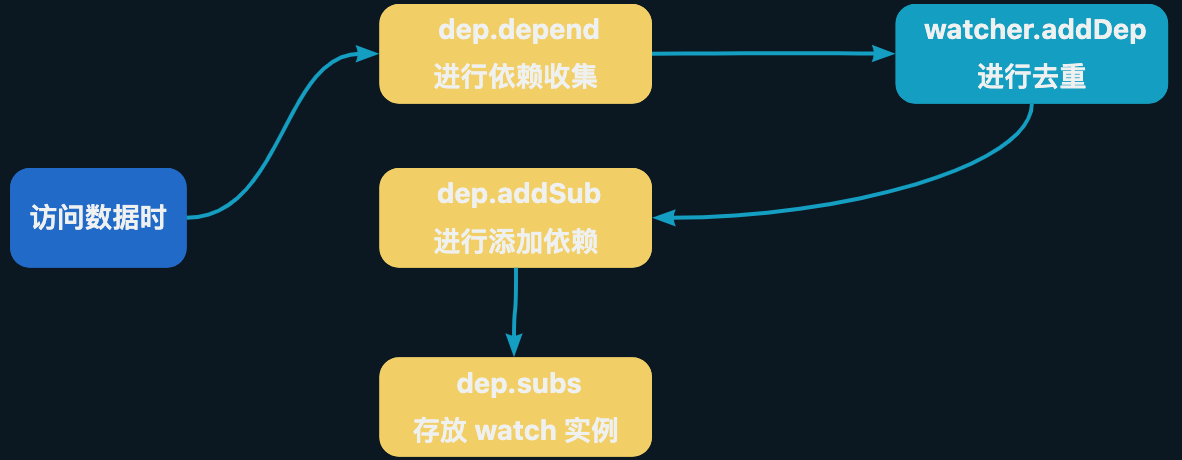 访问数据时
dep.depend
进行依赖收集
watcher.addDep
进行去重
dep.addSub
进行添加依赖
dep.subs
存放 watch 实例